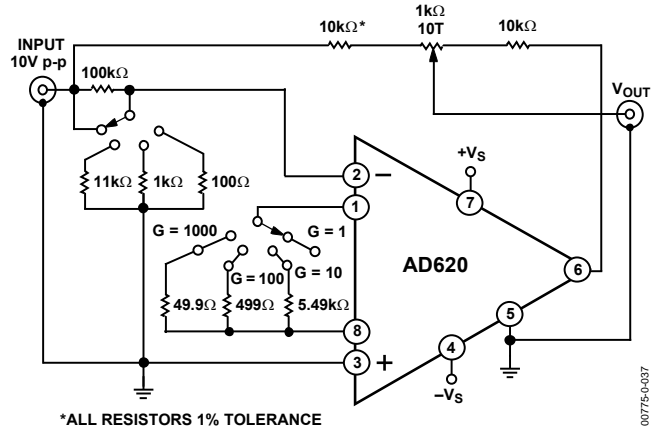 INPUT
10V p-p
100kΩ
10kΩ*
1kΩ
10T
10kΩ
VOUT
11kΩ
1kΩ
100Ω
G = 1000
G = 100
G = 10
G = 1
49.9Ω
499Ω
5.49kΩ
2
−
1
+VS
7
AD620
6
5
8
3
+
4
−VS
*ALL RESISTORS 1% TOLERANCE
00775-0-037